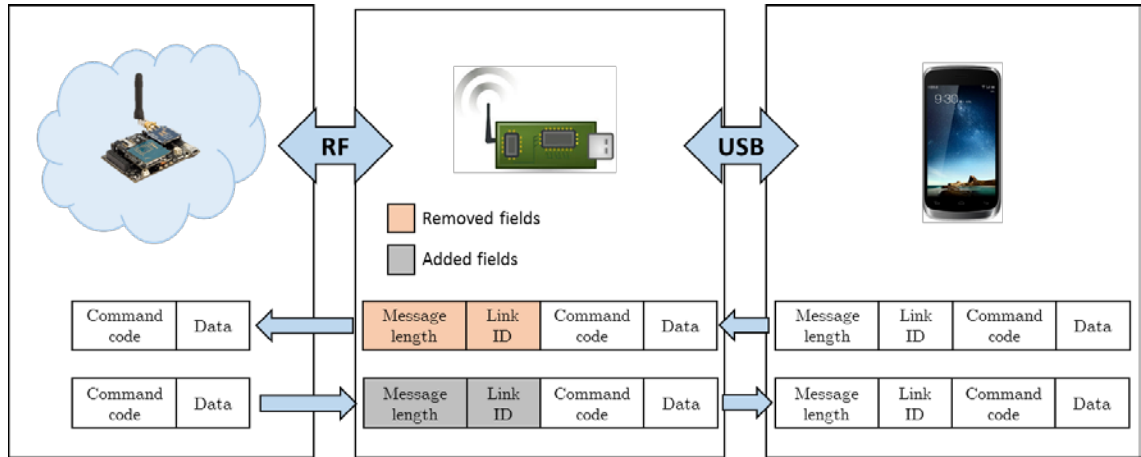 RF
USB
9:30
Removed fields
Added fields
Command code
Data
Message length
Link ID
Command code
Data
Message length
Link ID
Command code
Data
Command code
Data
Message length
Link ID
Command code
Data
Message length
Link ID
Command code
Data